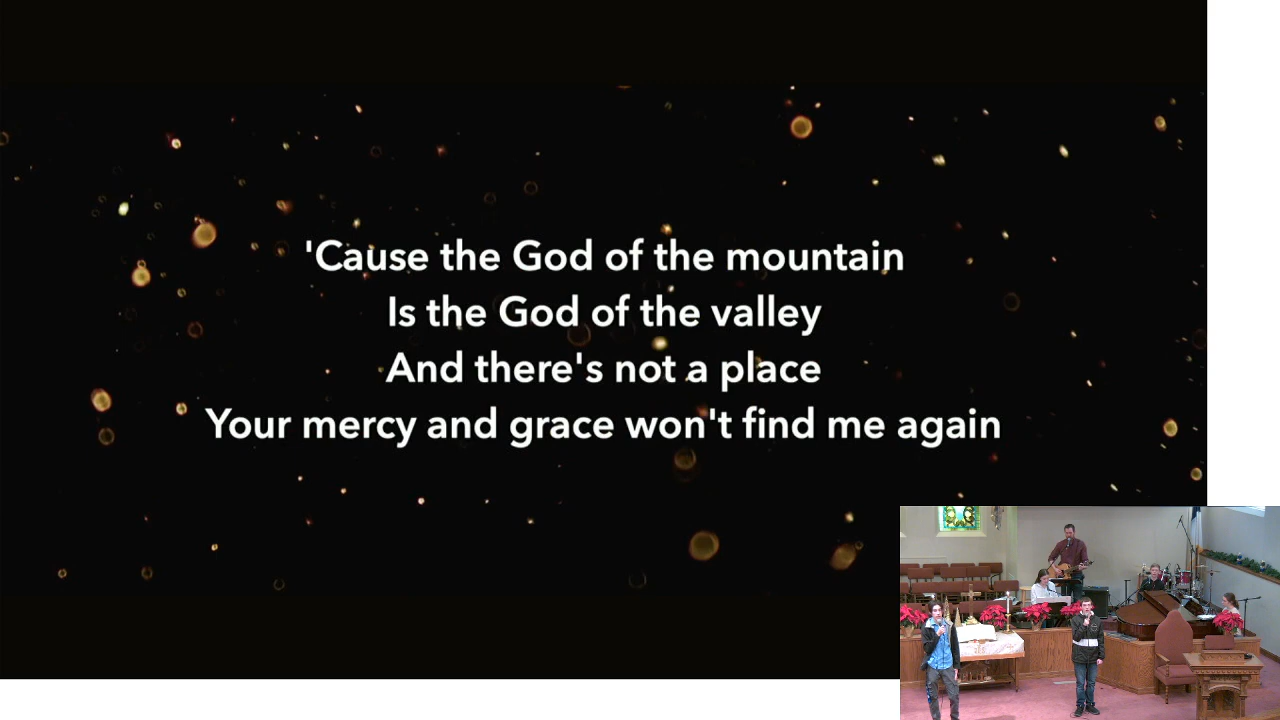 'Cause the God of the mountain
Is the God of the valley
And there's not a place
Your mercy and grace won't find me again